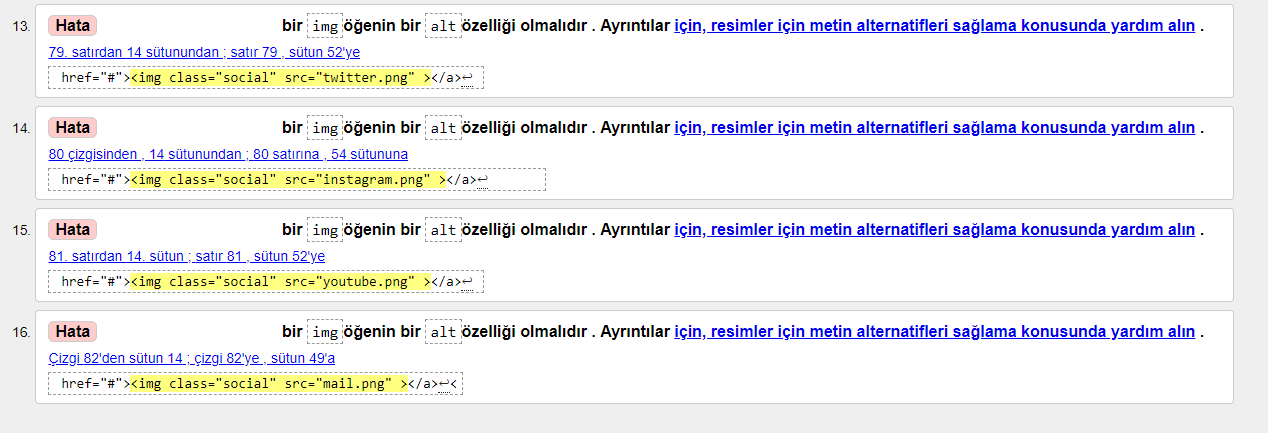 13. Hata bir img öğenin bir alt özelliği olmalıdır . Ayrıntılar için, resimler için metin alternatifleri sağlama konusunda yardım alın .
79. satırdan 14 sütunundan ; satır 79 , sütun 52'ye
href="#"><img class="social" src="twitter.png" ></a>↩
14. Hata bir img öğenin bir alt özelliği olmalıdır . Ayrıntılar için, resimler için metin alternatifleri sağlama konusunda yardım alın .
80 çizgisinden , 14 sütunundan ; 80 satırına , 54 sütununa
href="#"><img class="social" src="instagram.png" ></a>↩
15. Hata bir img öğenin bir alt özelliği olmalıdır . Ayrıntılar için, resimler için metin alternatifleri sağlama konusunda yardım alın .
81. satırdan 14. sütun ; satır 81 , sütun 52'ye
href="#"><img class="social" src="youtube.png" ></a>↩
16. Hata bir img öğenin bir alt özelliği olmalıdır . Ayrıntılar için, resimler için metin alternatifleri sağlama konusunda yardım alın .
Çizgi 82'den sütun 14 ; çizgi 82'ye , sütun 49'a
href="#"><img class="social" src="mail.png" ></a>↩<